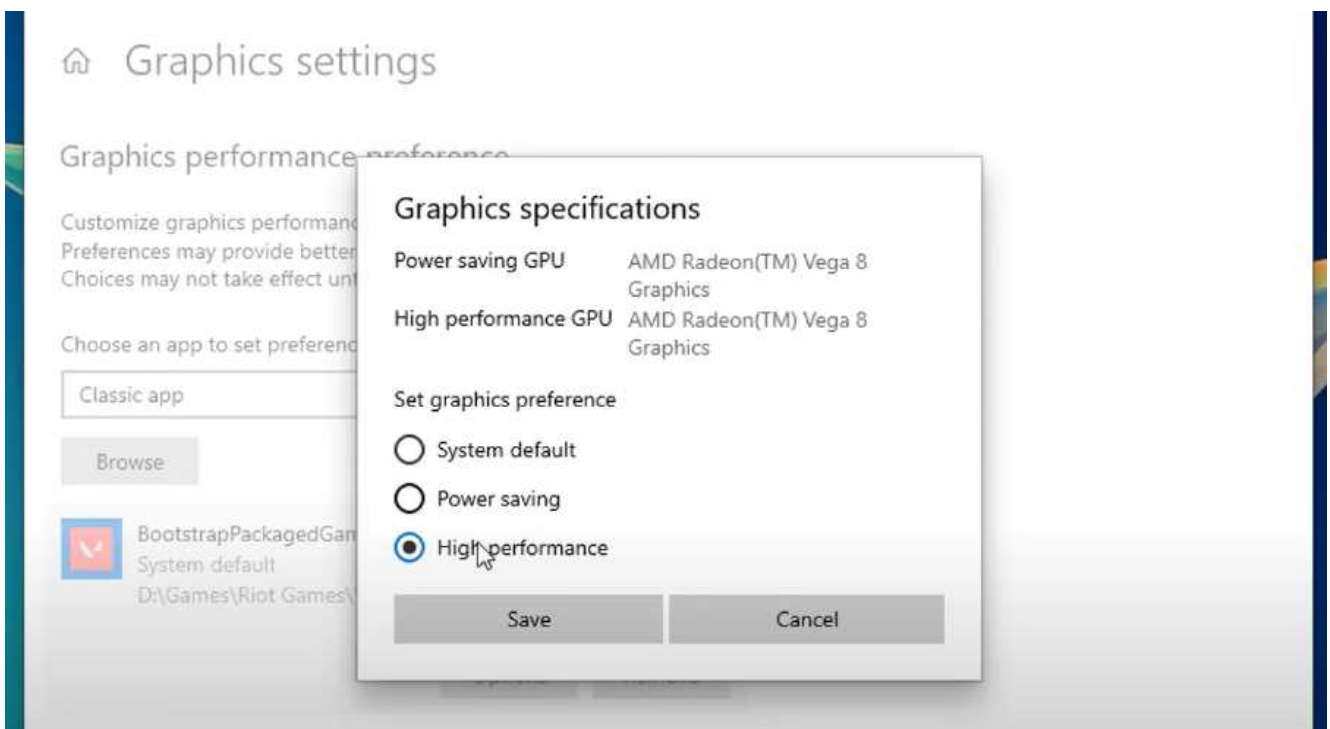 Graphics settings
Graphics performance preference
Customize graphics performanc
Preferences may provide better
Choices may not take effect unt
Choose an app to set preferenc
Classic app
Browse
BootstrapPackagedGam
System default
D:\Games\Riot Games\
Graphics specifications
Power saving GPU AMD Radeon(TM) Vega 8
Graphics
High performance GPU AMD Radeon(TM) Vega 8
Graphics
Set graphics preference
System default
Power saving
High performance
Save Cancel